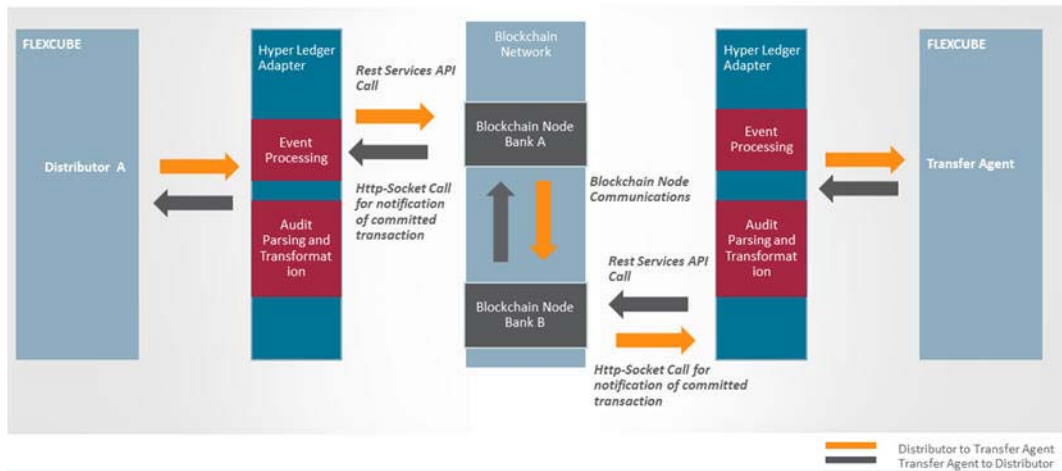 FLEXCUBE
Distributor A
Hyper Ledger
Adapter
Event
Processing
Audit
Parsing and
Transformat
ion
Rest Services API
Call
Http-Socket Call
for notification
of committed
transaction
Blockchain
Network
Blockchain Node
Bank A
Blockchain Node
Communications
Blockchain Node
Bank B
Rest Services API
Call
Http-Socket Call for
notification of committed
transaction
Hyper Ledger
Adapter
Event
Processing
Audit
Parsing and
Transformat
ion
FLEXCUBE
Transfer Agent
Distributor to Transfer Agent
Transfer Agent to Distributor